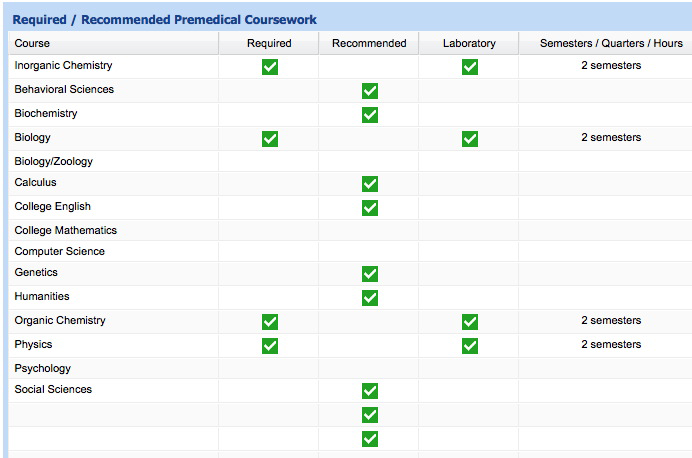 Required / Recommended Premedical Coursework
Course Required Recommended Laboratory Semesters / Quarters / Hours
Inorganic Chemistry 2 semesters
Behavioral Sciences
Biochemistry
Biology 2 semesters
Biology/Zoology
Calculus
College English
College Mathematics
Computer Science
Genetics
Humanities
Organic Chemistry 2 semesters
Physics 2 semesters
Psychology
Social Sciences